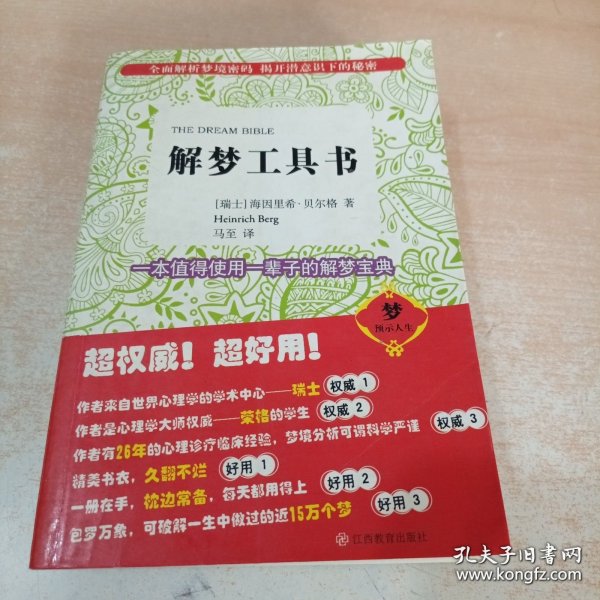 全面解析梦境密码 揭开潜意识下的秘密
THE DREAM BIBLE
解梦工具书
[瑞士]海因里希·贝尔格 著
Heinrich Berg
马至 译
一本值得使用一辈子的解梦宝典
梦
预示人生
超权威！超好用！
作者来自世界心理学的学术中心——瑞士 权威1
作者是心理学大师权威——荣格的学生 权威2
作者有26年的心理诊疗临床经验，梦境分析可谓科学严谨 权威3
精美书衣，久翻不烂 好用1
一册在手，枕边常备，每天都用得上 好用2
包罗万象，可破解一生中做过的近15万个梦 好用3
江西教育出版社
孔夫子旧书网
www.kongfz.com